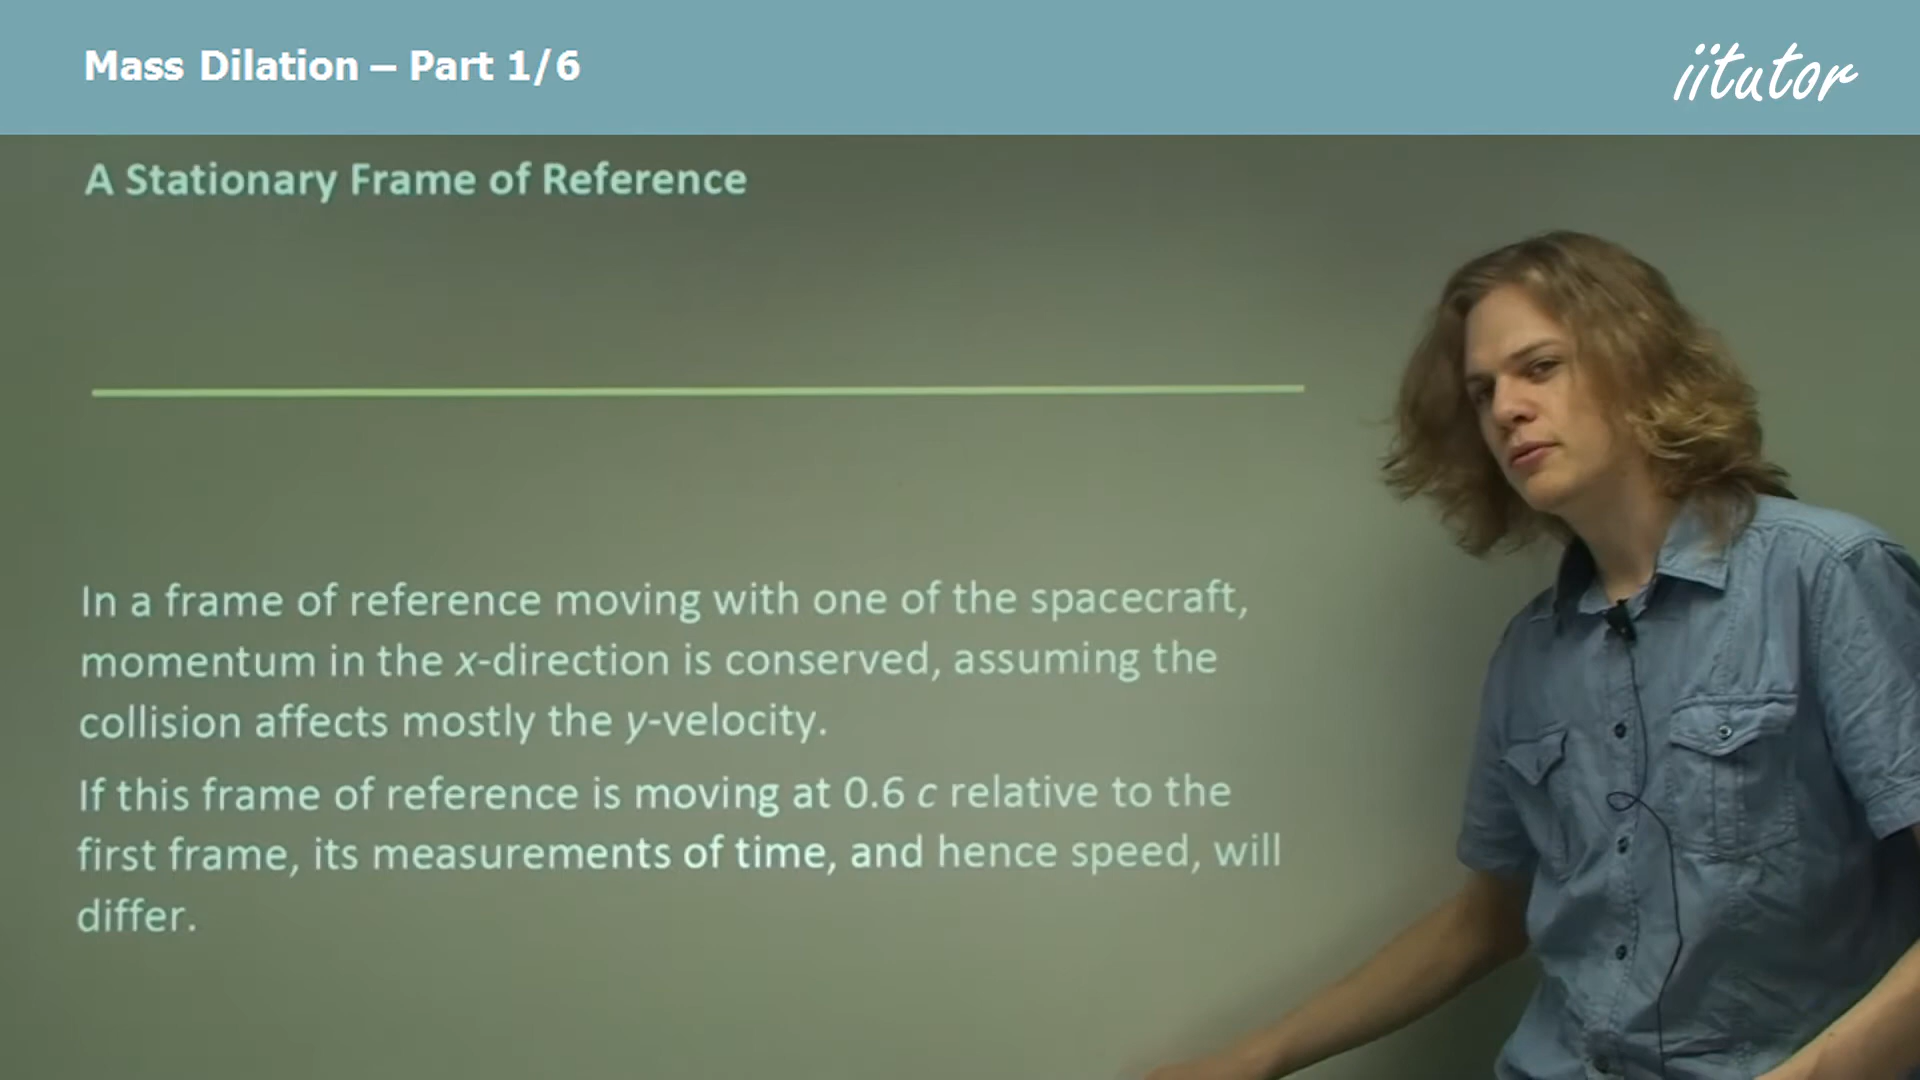 Mass Dilation – Part 1/6
iitutor
A Stationary Frame of Reference
In a frame of reference moving with one of the spacecraft,
momentum in the x-direction is conserved, assuming the
collision affects mostly the y-velocity.
If this frame of reference is moving at 0.6 c relative to the
first frame, its measurements of time, and hence speed, will
differ.